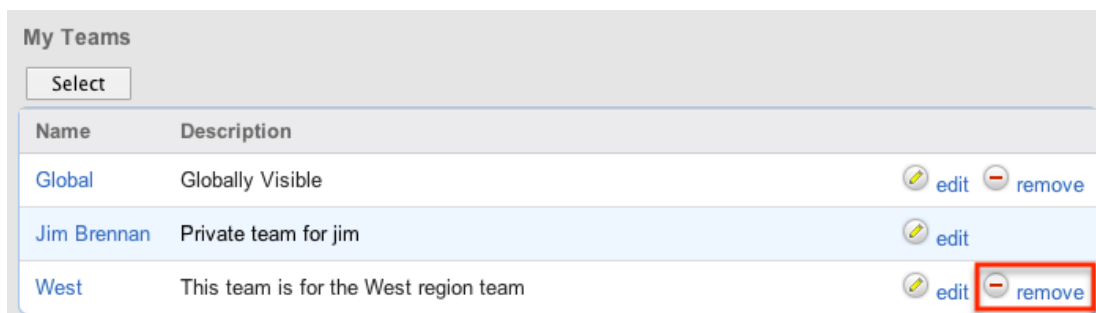 My Teams
Select
Name Description
Global Globally Visible edit remove
Jim Brennan Private team for jim edit
West This team is for the West region team edit remove